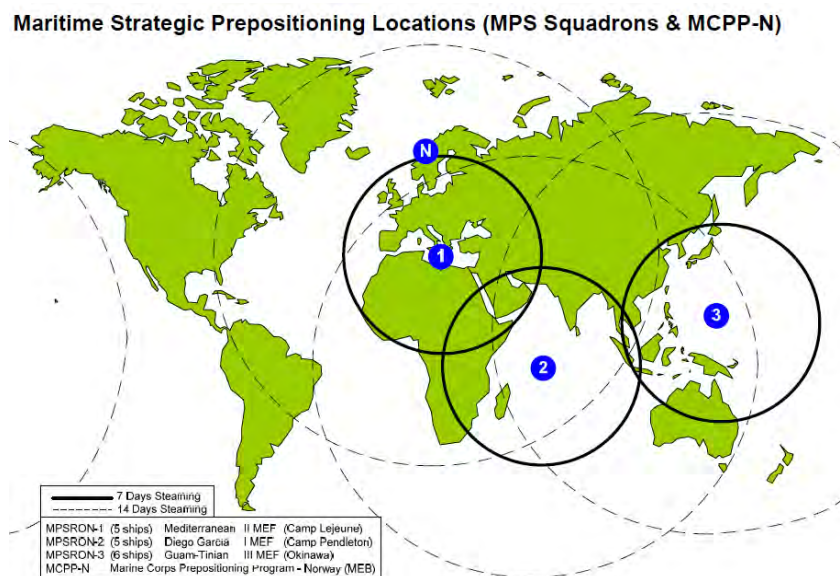 Maritime Strategic Prepositioning Locations (MPS Squadrons & MCPP-N)
N
1
2
3
7 Days Steaming
14 Days Steaming
MPSRON-1 (5 ships) Mediterranean II MEF (Camp Lejeune)
MPSRON-2 (5 ships) Diego Garcia I MEF (Camp Pendleton)
MPSRON-3 (6 ships) Guam-Tinian III MEF (Okinawa)
MCPP-N Marine Corps Prepositioning Program - Norway (MEB)